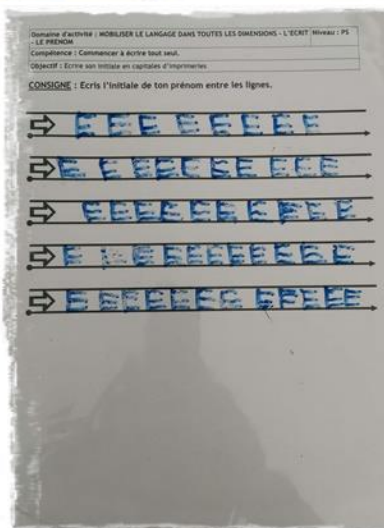 Domaine d'activité : MOBILISER LE LANGAGE DANS TOUTES LES DIMENSIONS - L'ECRIT - LE PRENOM
Niveau : PS
Compétence : Commencer à écrire tout seul.
Objectif : Ecrire son initiale en capitales d'imprimeries
CONSIGNE : Ecris l'initiale de ton prénom entre les lignes.
E E E E E E E E
E E E E E E E E E E
E E E E E E E E E E
E E E E E E E E E E E
E E E E E E E E E E E